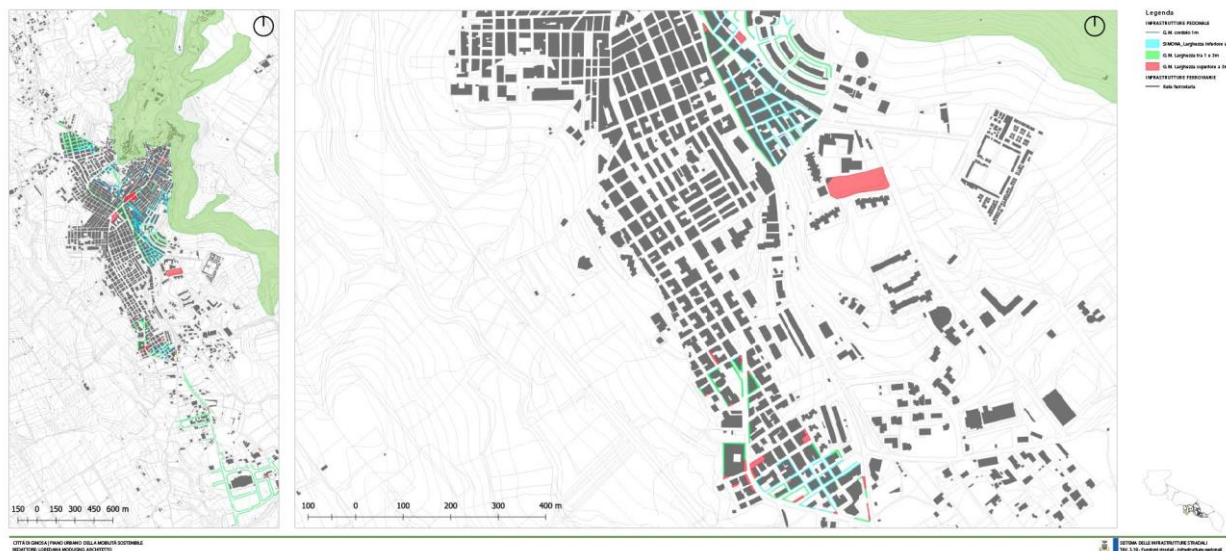 Legenda
INFRASTRUTTURE PEDONALI
G.M. cordolo 1m
SIMONA_Larghezza inferiore a
G.M. Larghezza tra 1 e 3m
G.M. Larghezza superiore a 3m
INFRASTRUTTURE FERROVIARIE
Rete ferroviaria
150 0 150 300 450 600 m
100 0 100 200 300 400 m
CITTÀ DI GINOSA | PIANO URBANO DELLA MOBILITÀ SOSTENIBILE
REDATTORE: LOREDANA MODUGNO ARCHITETTO
SISTEMA DELLE INFRASTRUTTURE STRADALI